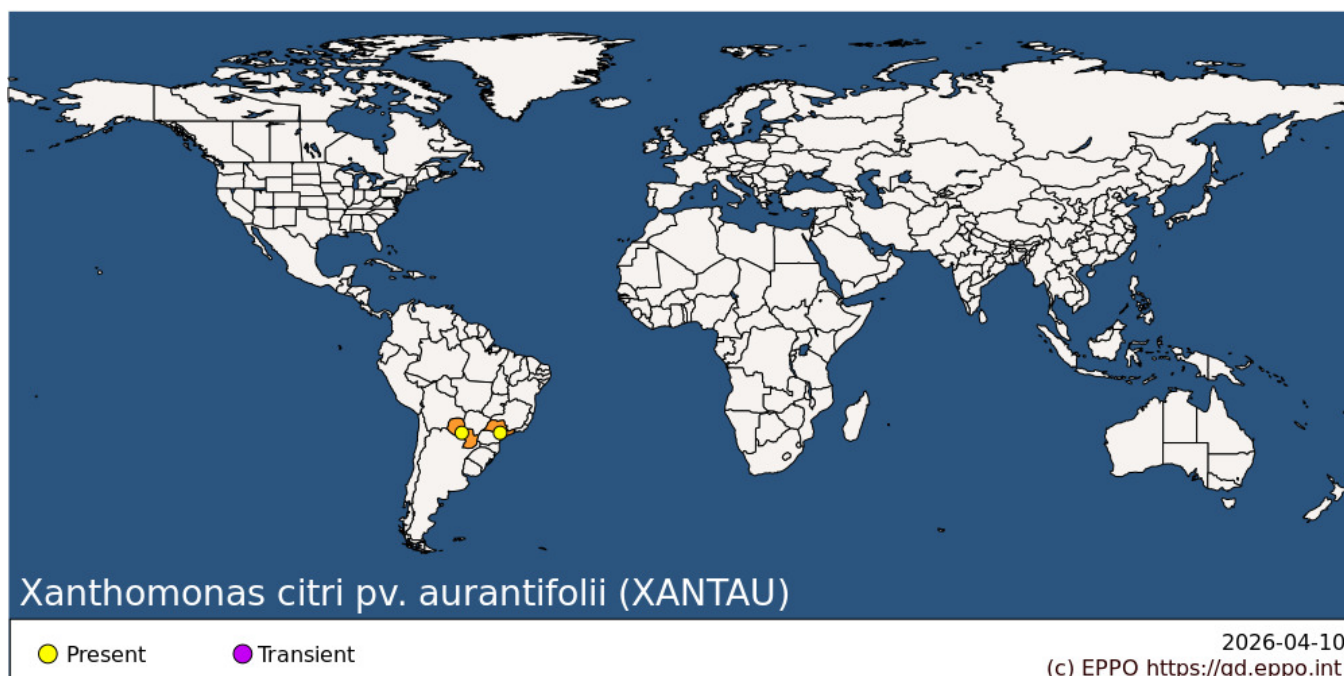 Xanthomonas citri pv. aurantifolii (XANTAU)
Present
Transient
2026-04-10
(c) EPPO https://gd.eppo.int